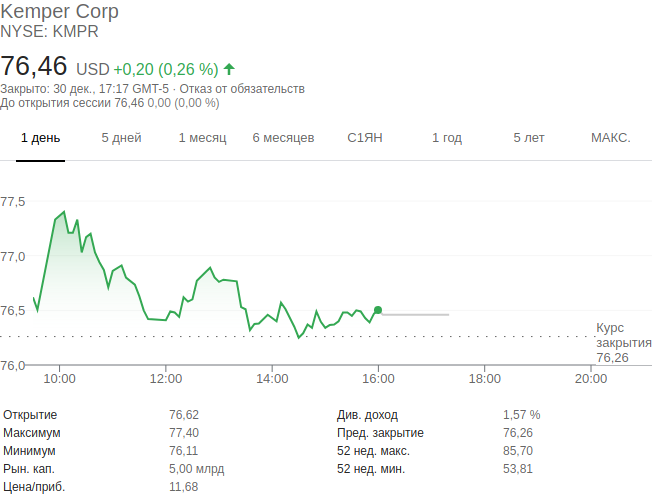 Kemper Corp
NYSE: KMPR
76,46 USD +0,20 (0,26 %)
Закрыто: 30 дек., 17:17 GMT-5 · Отказ от обязательств
До открытия сессии 76,46 0,00 (0,00 %)
1 день 5 дней 1 месяц 6 месяцев С1ЯН 1 год 5 лет МАКС.
77,5
77,0
76,5
76,0
Курс
закрытия
76,26
10:00 12:00 14:00 16:00 18:00 20:00
Открытие 76,62 Див. доход 1,57 %
Максимум 77,40 Пред. закрытие 76,26
Минимум 76,11 52 нед. макс. 85,70
Рын. кап. 5,00 млрд 52 нед. мин. 53,81
Цена/приб. 11,68